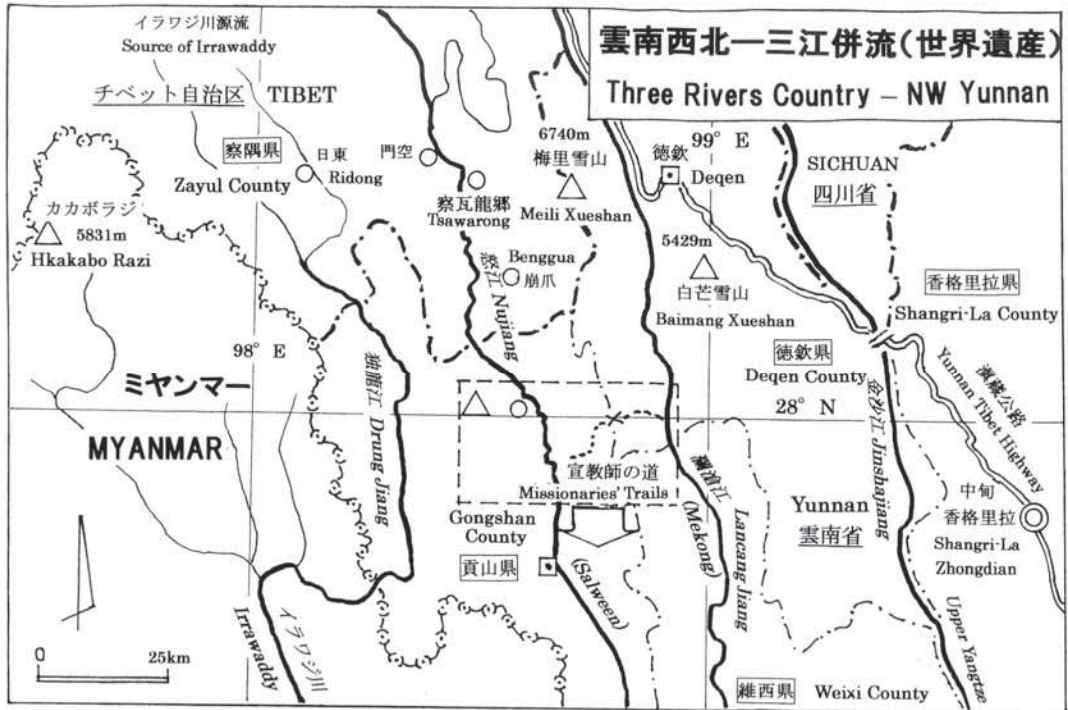 雲南西北―三江併流(世界遺産)
Three Rivers Country – NW Yunnan
イラワジ川源流
Source of Irrawaddy
チベット自治区 TIBET
察隅県
Zayul County
日東
Ridong
門空
察瓦龍郷
Tsawarong
6740m
梅里雪山
Meili Xueshan
徳欽
Deqen
99° E
SICHUAN
四川省
カカボラジ
5831m
Hkakabo Razi
Benggua
崩爪
怒江 Nujiang
5429m
白芒雪山
Baimang Xueshan
香格里拉県
Shangri-La County
98° E
ミヤンマー
MYANMAR
独龍江 Drung Jiang
徳欽県
Deqen County
28° N
金沙江 Jinshajiang
滇蔵公路
Yunnan Tibet Highway
宣教師の道
Missionaries' Trails
瀾滄江 Lancang Jiang
(Mekong)
Yunnan
雲南省
中甸
香格里拉
Shangri-La
Zhongdian
Gongshan
County
貢山県
(Salween)
イラワジ川
Irrawaddy
Upper Yangtze
0 25km
維西県 Weixi County